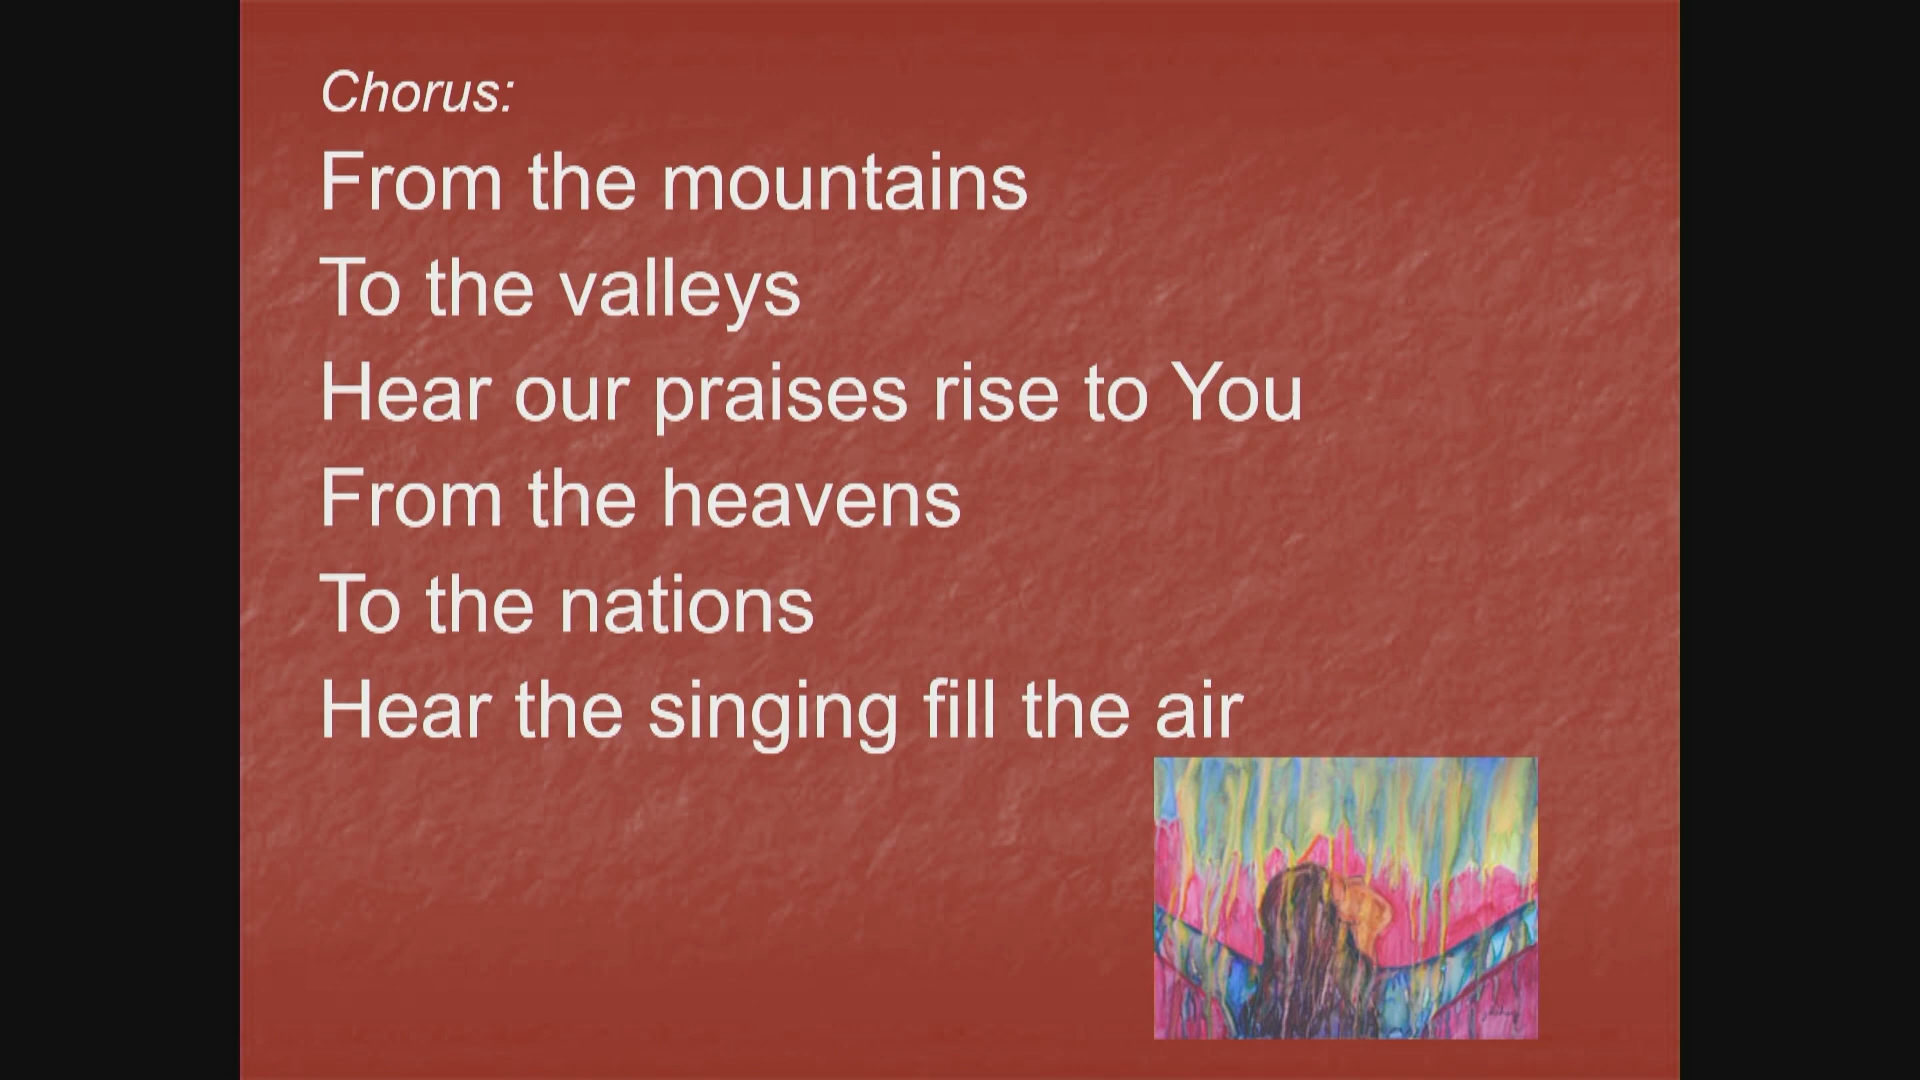 Chorus:
From the mountains
To the valleys
Hear our praises rise to You
From the heavens
To the nations
Hear the singing fill the air